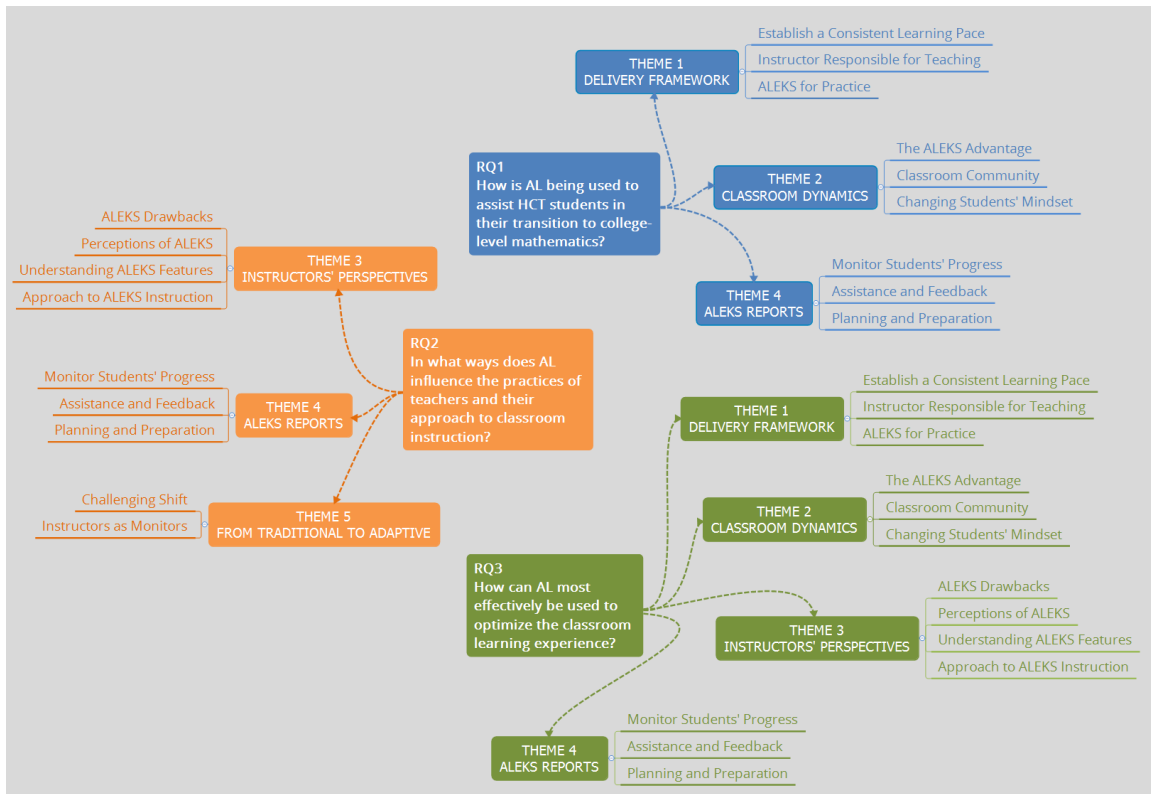 RQ1
How is AL being used to
assist HCT students in
their transition to college-
level mathematics?
THEME 1
DELIVERY FRAMEWORK
Establish a Consistent Learning Pace
Instructor Responsible for Teaching
ALEKS for Practice
THEME 2
CLASSROOM DYNAMICS
The ALEKS Advantage
Classroom Community
Changing Students' Mindset
THEME 4
ALEKS REPORTS
Monitor Students' Progress
Assistance and Feedback
Planning and Preparation
RQ2
In what ways does AL
influence the practices of
teachers and their
approach to classroom
instruction?
THEME 3
INSTRUCTORS' PERSPECTIVES
ALEKS Drawbacks
Perceptions of ALEKS
Understanding ALEKS Features
Approach to ALEKS Instruction
THEME 4
ALEKS REPORTS
Monitor Students' Progress
Assistance and Feedback
Planning and Preparation
THEME 5
FROM TRADITIONAL TO ADAPTIVE
Challenging Shift
Instructors as Monitors
RQ3
How can AL most
effectively be used to
optimize the classroom
learning experience?
THEME 1
DELIVERY FRAMEWORK
Establish a Consistent Learning Pace
Instructor Responsible for Teaching
ALEKS for Practice
THEME 2
CLASSROOM DYNAMICS
The ALEKS Advantage
Classroom Community
Changing Students' Mindset
THEME 3
INSTRUCTORS' PERSPECTIVES
ALEKS Drawbacks
Perceptions of ALEKS
Understanding ALEKS Features
Approach to ALEKS Instruction
THEME 4
ALEKS REPORTS
Monitor Students' Progress
Assistance and Feedback
Planning and Preparation